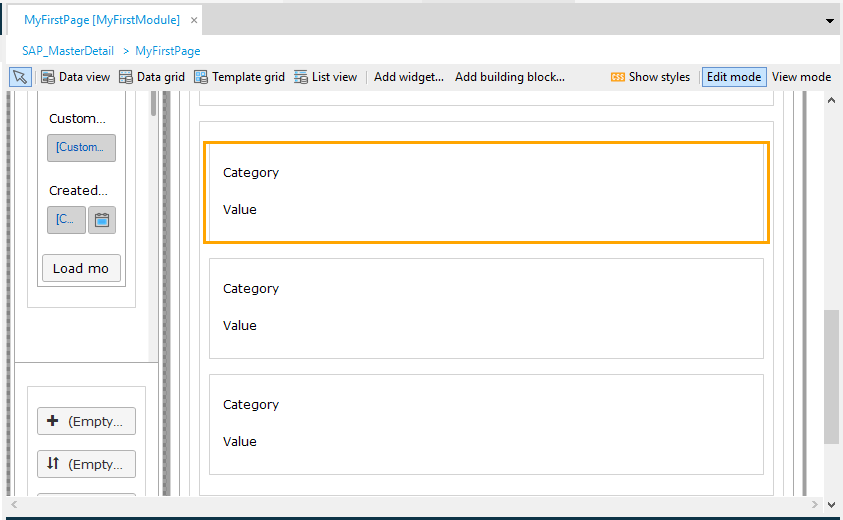 MyFirstPage [MyFirstModule] ×
SAP_MasterDetail > MyFirstPage
Data view Data grid Template grid List view Add widget... Add building block... CSS Show styles Edit mode View mode
Custom...
[Custom...
Created...
[C...
Load mo
(Empty...
(Empty...
Category
Value
Category
Value
Category
Value